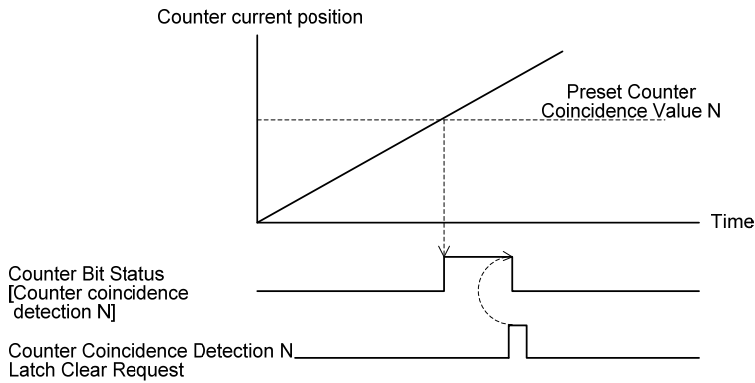 Counter current position
Preset Counter
Coincidence Value N
Time
Counter Bit Status
[Counter coincidence
detection N]
Counter Coincidence Detection N
Latch Clear Request